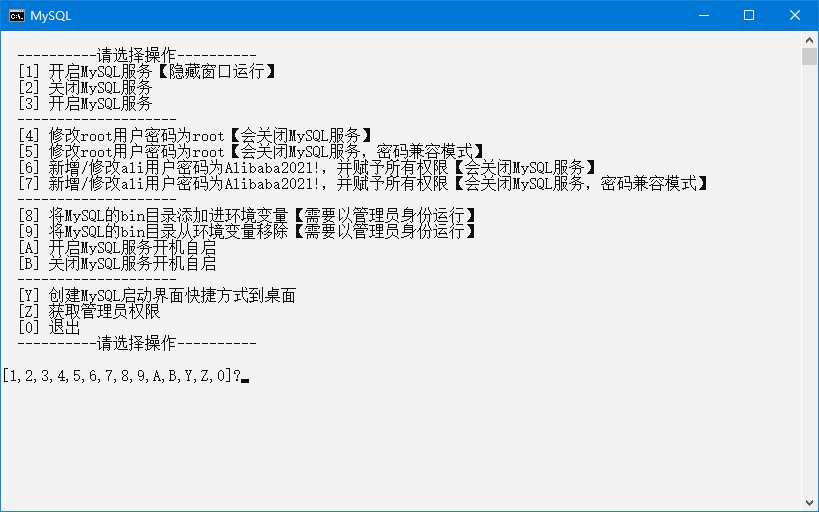 MySQL
----------请选择操作----------
[1] 开启MySQL服务【隐藏窗口运行】
[2] 关闭MySQL服务
[3] 开启MySQL服务
--------------------
[4] 修改root用户密码为root【会关闭MySQL服务】
[5] 修改root用户密码为root【会关闭MySQL服务，密码兼容模式】
[6] 新增/修改ali用户密码为Alibaba2021!，并赋予所有权限【会关闭MySQL服务】
[7] 新增/修改ali用户密码为Alibaba2021!，并赋予所有权限【会关闭MySQL服务，密码兼容模式】
--------------------
[8] 将MySQL的bin目录添加进环境变量【需要以管理员身份运行】
[9] 将MySQL的bin目录从环境变量移除【需要以管理员身份运行】
[A] 开启MySQL服务开机自启
[B] 关闭MySQL服务开机自启
--------------------
[Y] 创建MySQL启动界面快捷方式到桌面
[Z] 获取管理员权限
[0] 退出
----------请选择操作----------
[1,2,3,4,5,6,7,8,9,A,B,Y,Z,0]?